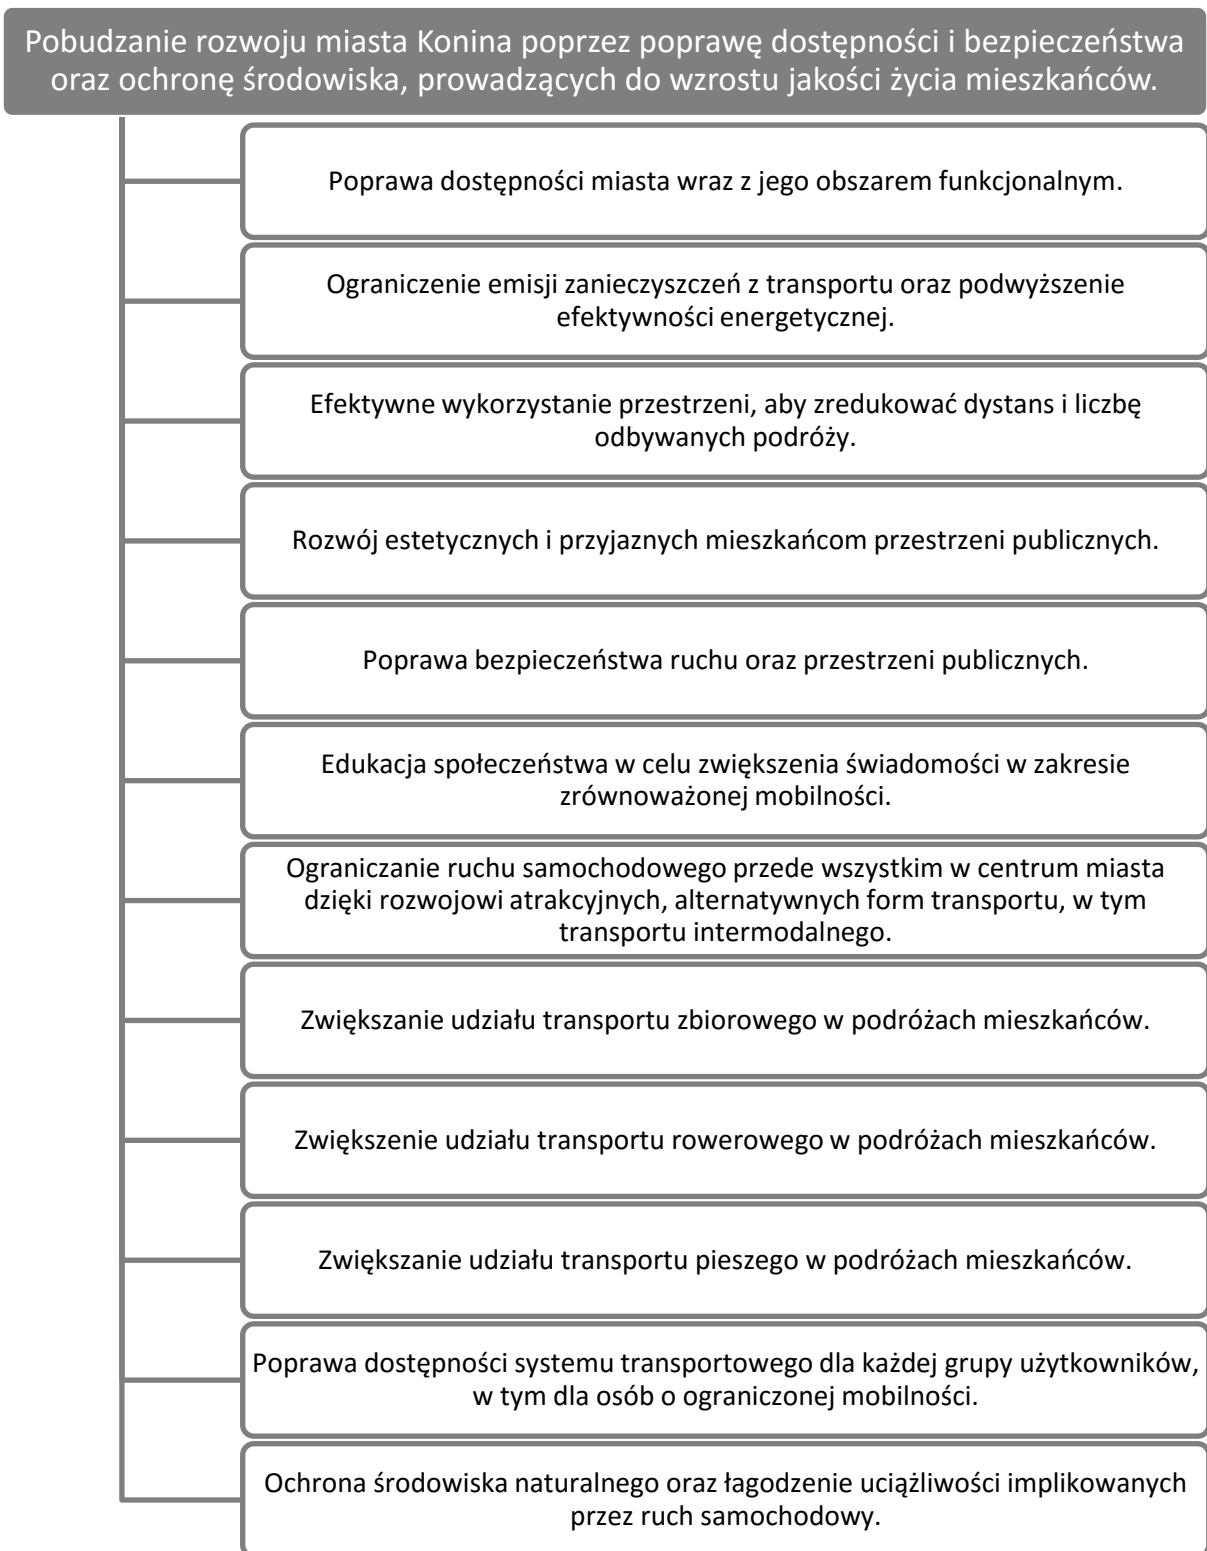 Pobudzanie rozwoju miasta Konina poprzez poprawę dostępności i bezpieczeństwa
oraz ochronę środowiska, prowadzących do wzrostu jakości życia mieszkańców.
Poprawa dostępności miasta wraz z jego obszarem funkcjonalnym.
Ograniczenie emisji zanieczyszczeń z transportu oraz podwyższenie
efektywności energetycznej.
Efektywne wykorzystanie przestrzeni, aby zredukować dystans i liczbę
odbywanych podróży.
Rozwój estetycznych i przyjaznych mieszkańcom przestrzeni publicznych.
Poprawa bezpieczeństwa ruchu oraz przestrzeni publicznych.
Edukacja społeczeństwa w celu zwiększenia świadomości w zakresie
zrównoważonej mobilności.
Ograniczanie ruchu samochodowego przede wszystkim w centrum miasta
dzięki rozwojowi atrakcyjnych, alternatywnych form transportu, w tym
transportu intermodalnego.
Zwiększanie udziału transportu zbiorowego w podróżach mieszkańców.
Zwiększenie udziału transportu rowerowego w podróżach mieszkańców.
Zwiększanie udziału transportu pieszego w podróżach mieszkańców.
Poprawa dostępności systemu transportowego dla każdej grupy użytkowników,
w tym dla osób o ograniczonej mobilności.
Ochrona środowiska naturalnego oraz łagodzenie uciążliwości implikowanych
przez ruch samochodowy.